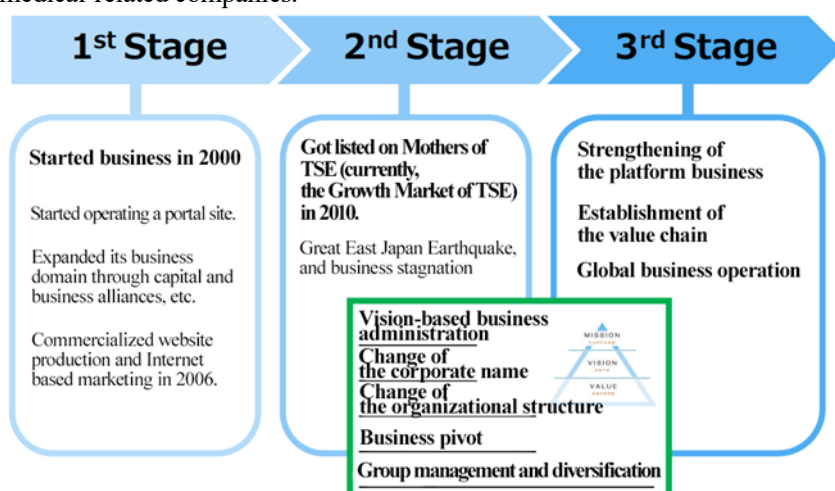 medical-related companies.
1st Stage
2nd Stage
3rd Stage
Started business in 2000
Started operating a portal site.
Expanded its business
domain through capital and
business alliances, etc.
Commercialized website
production and Internet
based marketing in 2006.
Got listed on Mothers of
TSE (currently,
the Growth Market of TSE)
in 2010.
Great East Japan Earthquake,
and business stagnation
Strengthening of
the platform business
Establishment of
the value chain
Global business operation
Vision-based business
administration
Change of
the corporate name
Change of
the organizational structure
Business pivot
Group management and diversification
MISSION
VISION
VALUE